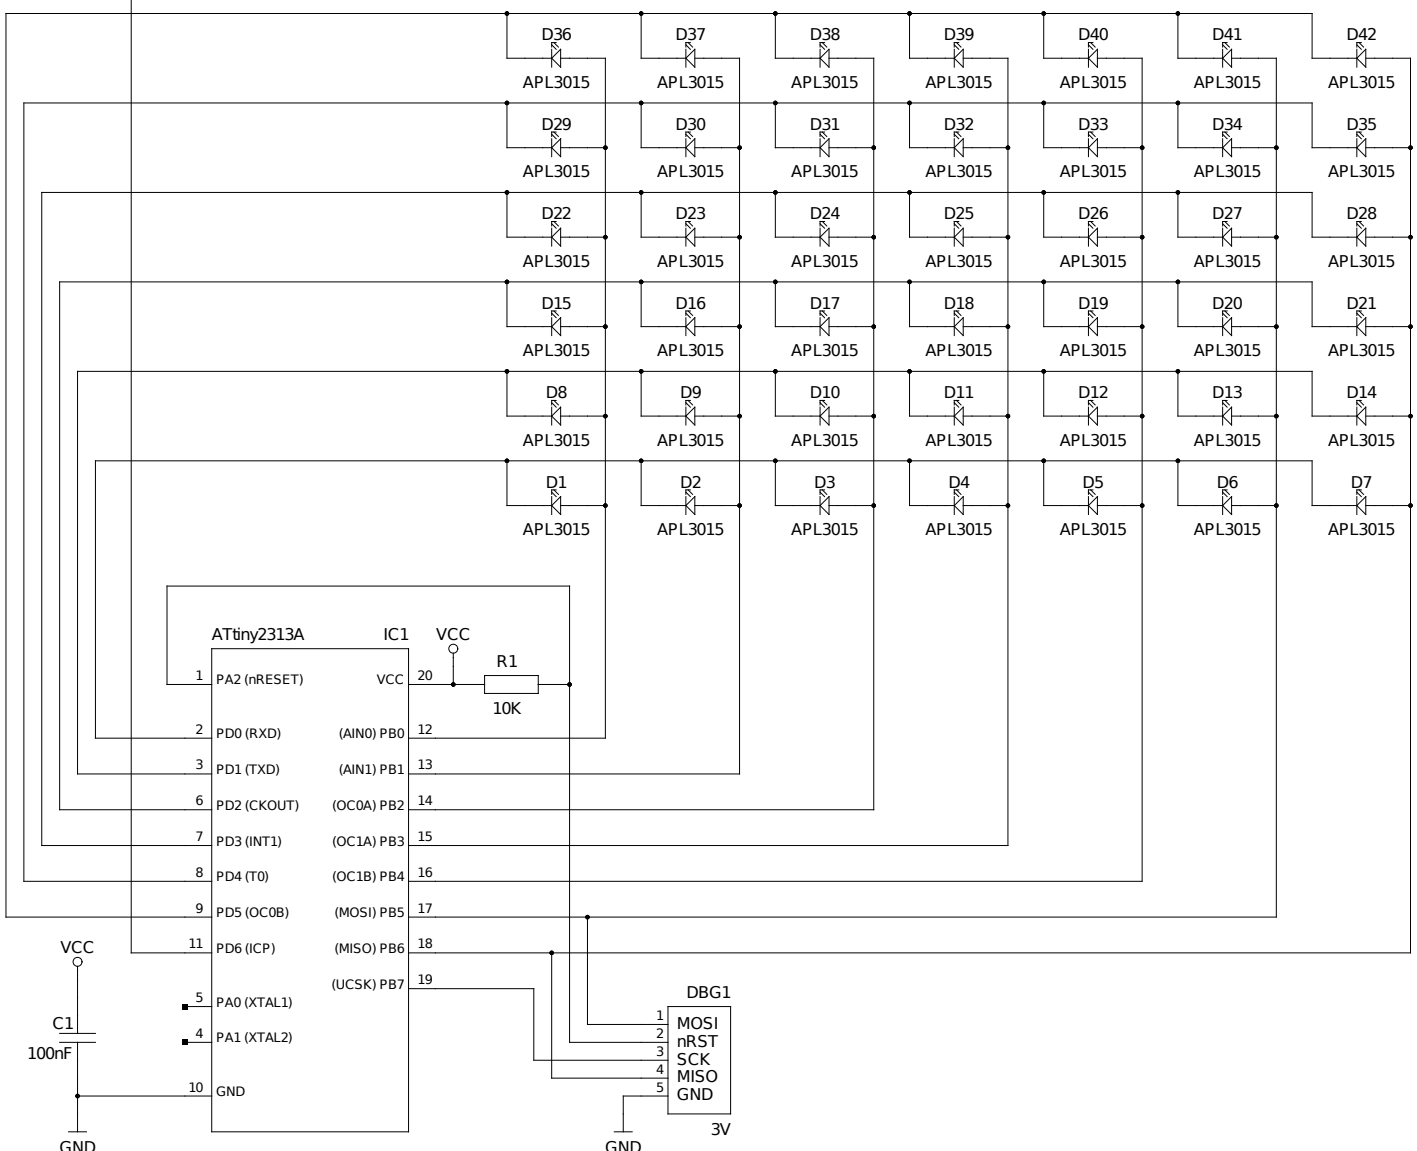 D36 D37 D38 D39 D40 D41 D42
APL3015 APL3015 APL3015 APL3015 APL3015 APL3015 APL3015
D29 D30 D31 D32 D33 D34 D35
APL3015 APL3015 APL3015 APL3015 APL3015 APL3015 APL3015
D22 D23 D24 D25 D26 D27 D28
APL3015 APL3015 APL3015 APL3015 APL3015 APL3015 APL3015
D15 D16 D17 D18 D19 D20 D21
APL3015 APL3015 APL3015 APL3015 APL3015 APL3015 APL3015
D8 D9 D10 D11 D12 D13 D14
APL3015 APL3015 APL3015 APL3015 APL3015 APL3015 APL3015
D1 D2 D3 D4 D5 D6 D7
APL3015 APL3015 APL3015 APL3015 APL3015 APL3015 APL3015
ATtiny2313A IC1 VCC
R1
1 PA2 (nRESET) VCC 20
10K
2 PD0 (RXD) (AIN0) PB0 12
3 PD1 (TXD) (AIN1) PB1 13
6 PD2 (CKOUT) (OC0A) PB2 14
7 PD3 (INT1) (OC1A) PB3 15
8 PD4 (T0) (OC1B) PB4 16
9 PD5 (OC0B) (MOSI) PB5 17
VCC 11 PD6 (ICP) (MISO) PB6 18
(UCSK) PB7 19
DBG1
5 PA0 (XTAL1)
C1 1 MOSI
4 PA1 (XTAL2) 2 nRST
100nF 3 SCK
4 MISO
10 GND 5 GND
3V
GND GND